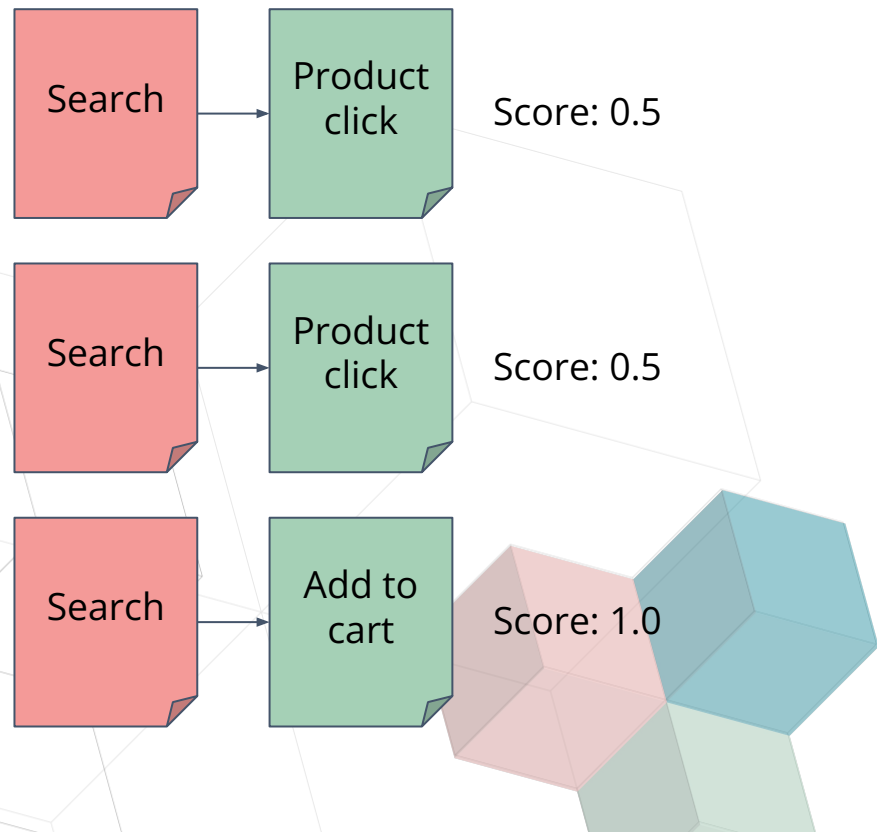 Search
Product
click
Score: 0.5
Search
Product
click
Score: 0.5
Search
Add to
cart
Score: 1.0